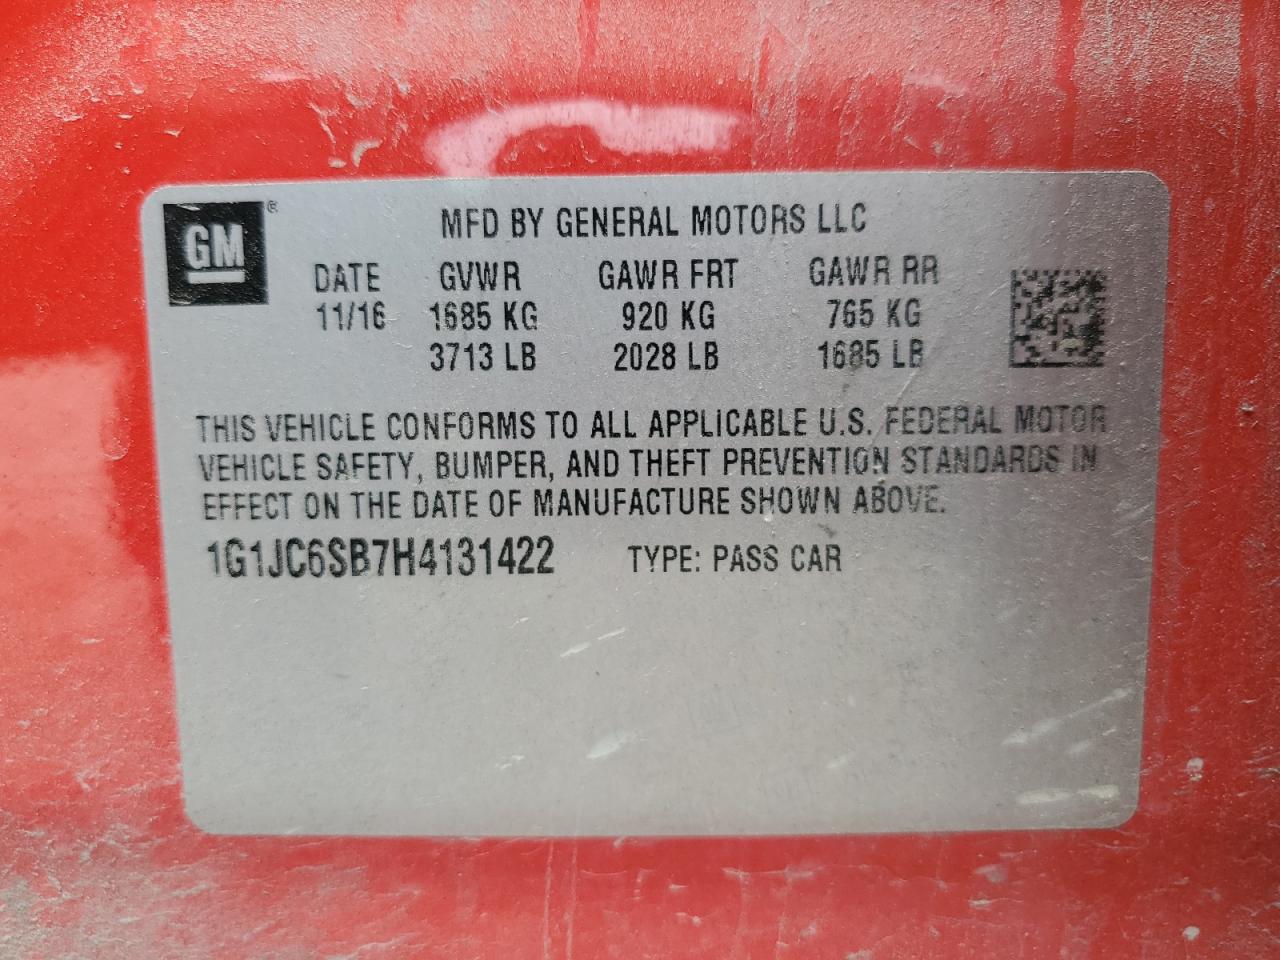 GM®
MFD BY GENERAL MOTORS LLC
DATE GVWR GAWR FRT GAWR RR
11/16 1685 KG 920 KG 765 KG
3713 LB 2028 LB 1685 LB
THIS VEHICLE CONFORMS TO ALL APPLICABLE U.S. FEDERAL MOTOR
VEHICLE SAFETY, BUMPER, AND THEFT PREVENTION STANDARDS IN
EFFECT ON THE DATE OF MANUFACTURE SHOWN ABOVE.
1G1JC6SB7H4131422 TYPE: PASS CAR